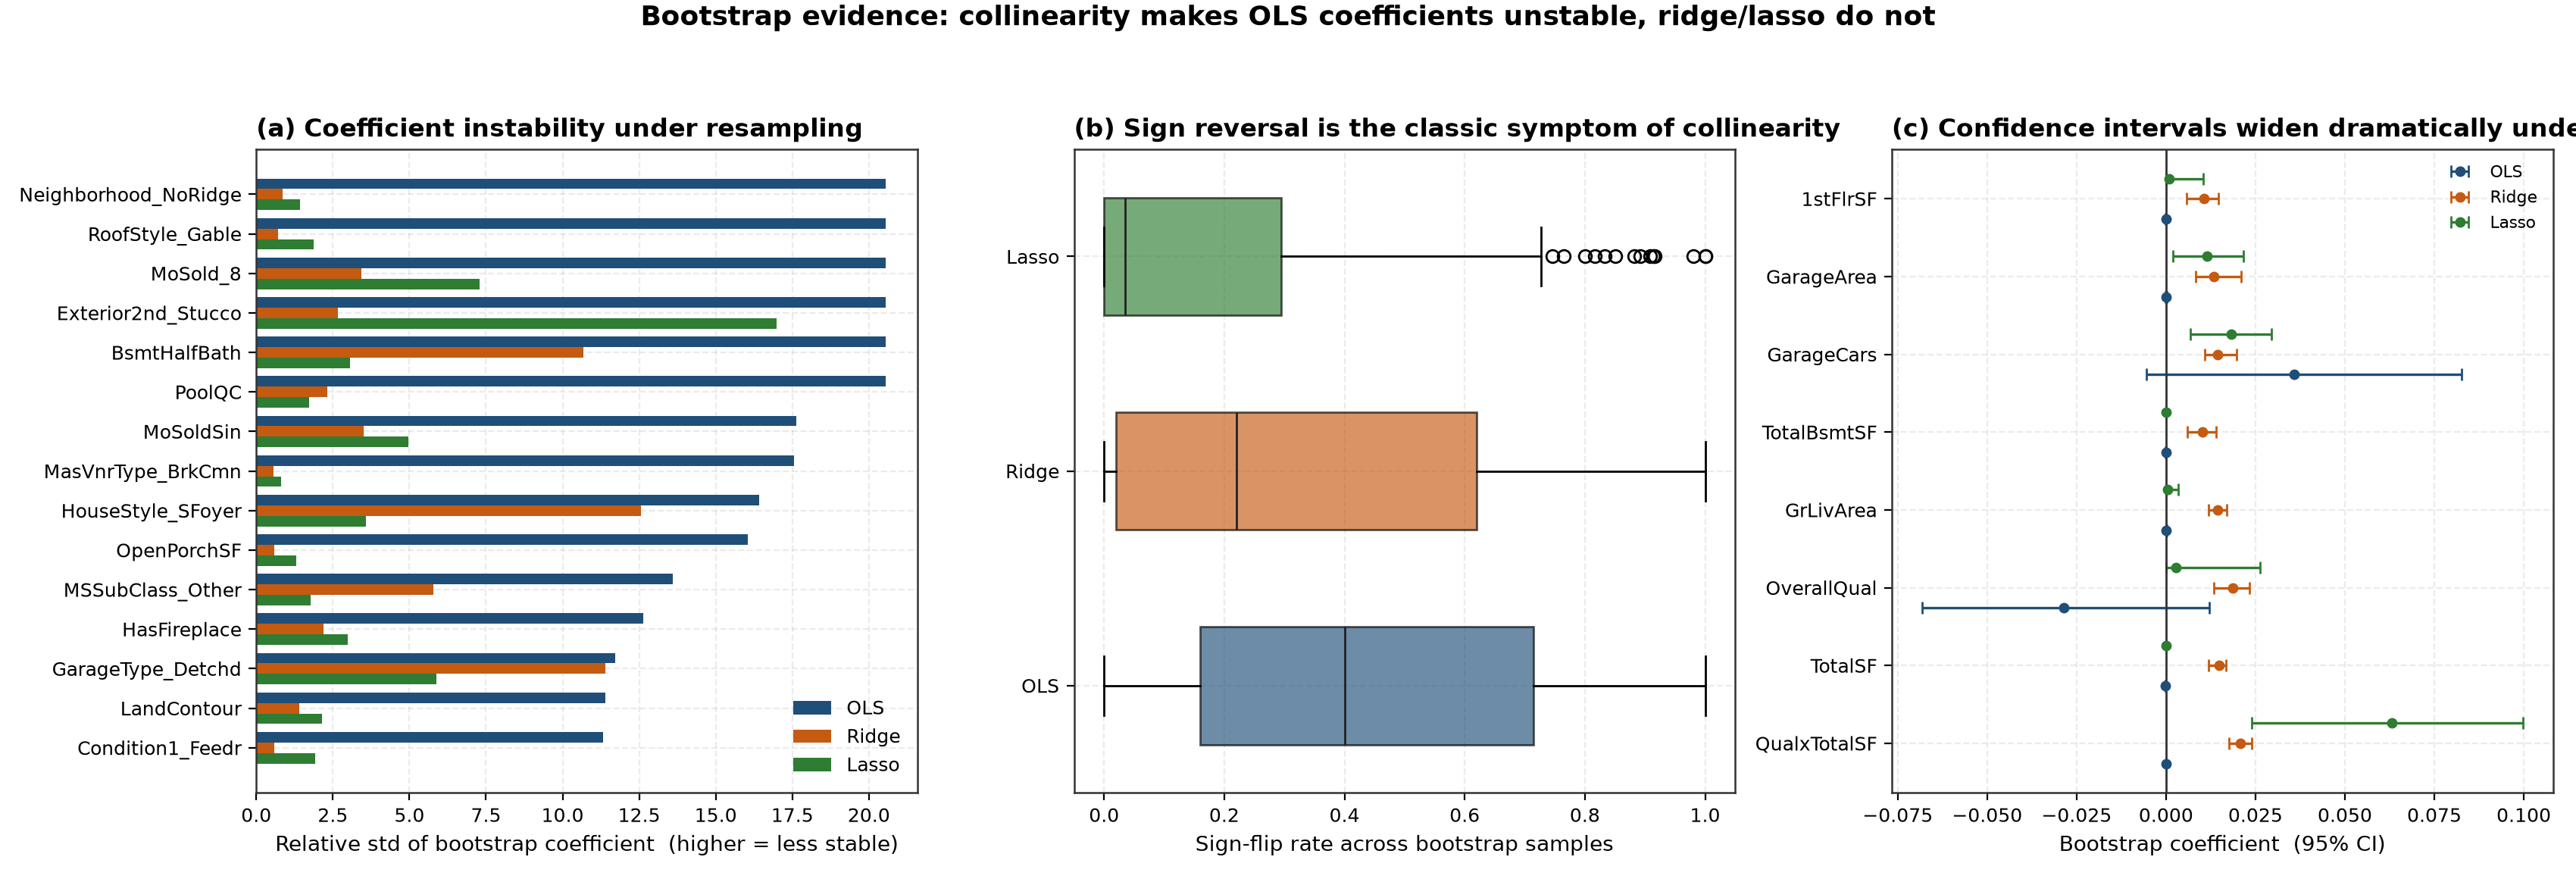 Bootstrap evidence: collinearity makes OLS coefficients unstable, ridge/lasso do not
(a) Coefficient instability under resampling
Neighborhood_NoRidge
RoofStyle_Gable
MoSold_8
Exterior2nd_Stucco
BsmtHalfBath
PoolQC
MoSoldSin
MasVnrType_BrkCmn
HouseStyle_SFoyer
OpenPorchSF
MSSubClass_Other
HasFireplace
GarageType_Detchd
LandContour
Condition1_Feedr
OLS
Ridge
Lasso
0.0 2.5 5.0 7.5 10.0 12.5 15.0 17.5 20.0
Relative std of bootstrap coefficient (higher = less stable)
(b) Sign reversal is the classic symptom of collinearity
Lasso
Ridge
OLS
0.0 0.2 0.4 0.6 0.8 1.0
Sign-flip rate across bootstrap samples
(c) Confidence intervals widen dramatically unde
OLS
Ridge
Lasso
1stFlrSF
GarageArea
GarageCars
TotalBsmtSF
GrLivArea
OverallQual
TotalSF
QualxTotalSF
−0.075 −0.050 −0.025 0.000 0.025 0.050 0.075 0.100
Bootstrap coefficient (95% CI)